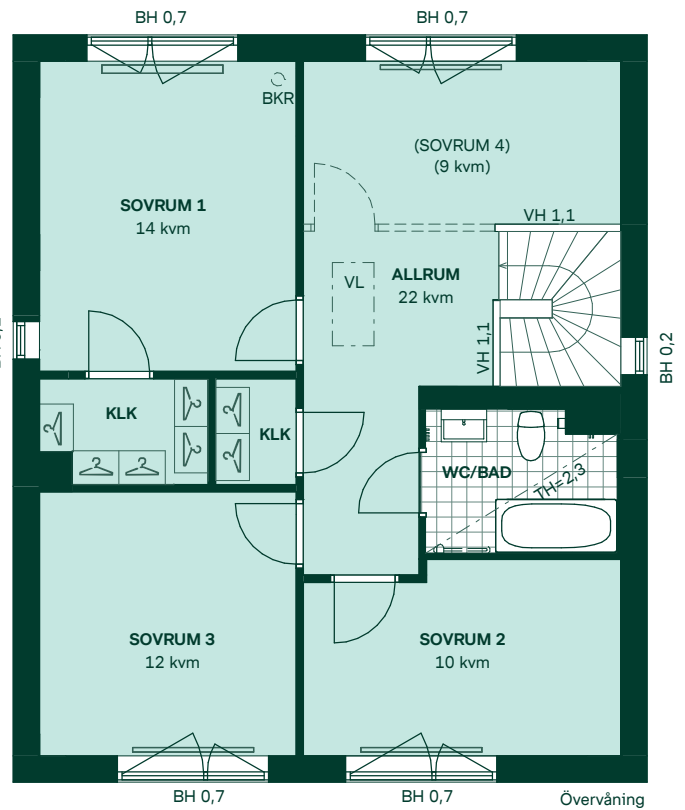 BH 0,7
BH 0,7
BKR
(SOVRUM 4)
(9 kvm)
SOVRUM 1
14 kvm
VH 1,1
VL
ALLRUM
22 kvm
VH 1,1
BH 0,2
KLK
KLK
WC/BAD
TH=2,3
SOVRUM 3
12 kvm
SOVRUM 2
10 kvm
BH 0,7
BH 0,7
Övervåning